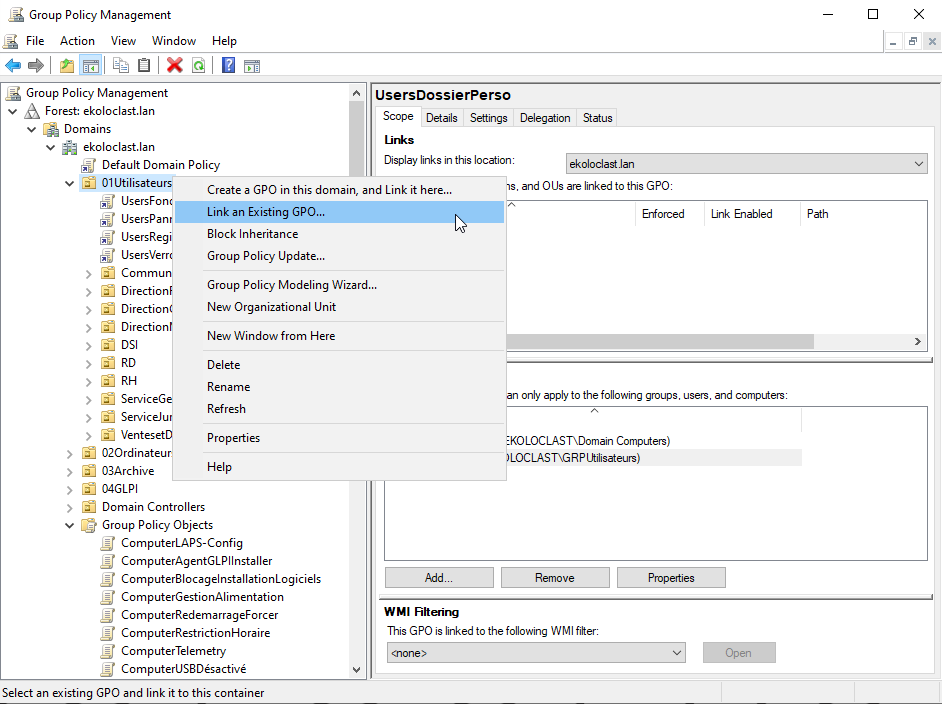 Group Policy Management
File Action View Window Help
Group Policy Management
Forest: ekoloclast.lan
Domains
ekoloclast.lan
Default Domain Policy
01Utilisateurs
UsersFond
UsersPann
UsersRegi
UsersVerro
Commun
DirectionF
Direction
Direction
DSI
RD
RH
ServiceGe
ServiceJur
VentesetD
02Ordinateur
03Archive
04GLPI
Domain Controllers
Group Policy Objects
ComputerLAPS-Config
ComputerAgentGLPIInstaller
ComputerBlocageInstallationLogiciels
ComputerGestionAlimentation
ComputerRedemarrageForcer
ComputerRestrictionHoraire
ComputerTelemetry
ComputerUSBDésactivé
Create a GPO in this domain, and Link it here...
Link an Existing GPO...
Block Inheritance
Group Policy Update...
Group Policy Modeling Wizard...
New Organizational Unit
New Window from Here
Delete
Rename
Refresh
Properties
Help
UsersDossierPerso
Scope Details Settings Delegation Status
Links
Display links in this location: ekoloclast.lan
ns, and OUs are linked to this GPO:
Enforced Link Enabled Path
an only apply to the following groups, users, and computers:
EKOLOCLAST\Domain Computers)
OLOCLAST\GRPUtilisateurs)
Add... Remove Properties
WMI Filtering
This GPO is linked to the following WMI filter:
<none> Open
Select an existing GPO and link it to this container